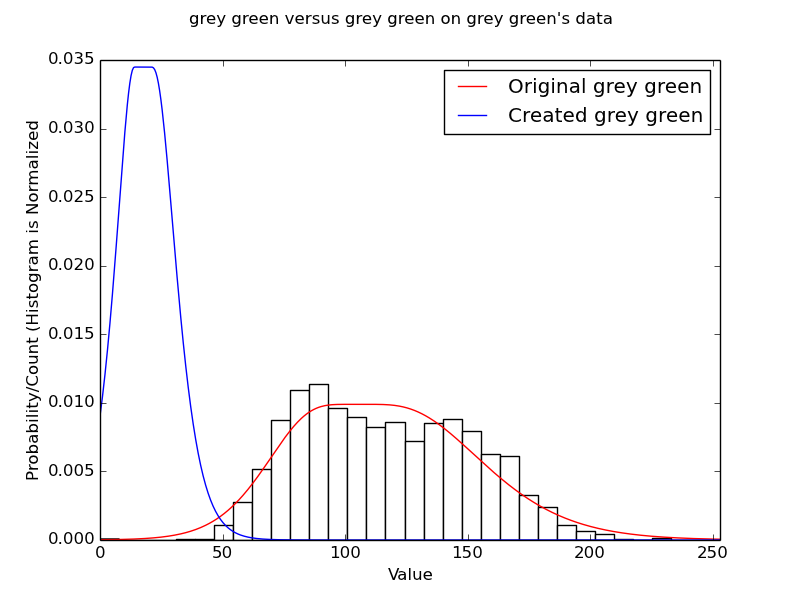 grey green versus grey green on grey green's data
Original grey green
Created grey green
Probability/Count (Histogram is Normalized
0.035
0.030
0.025
0.020
0.015
0.010
0.005
0.000
0 50 100 150 200 250
Value